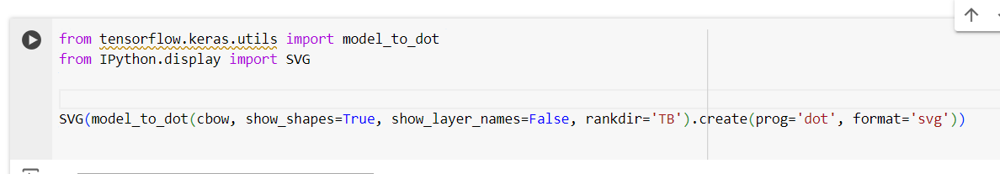 from tensorflow.keras.utils import model_to_dot
from IPython.display import SVG
SVG(model_to_dot(cbow, show_shapes=True, show_layer_names=False, rankdir='TB').create(prog='dot', format='svg'))